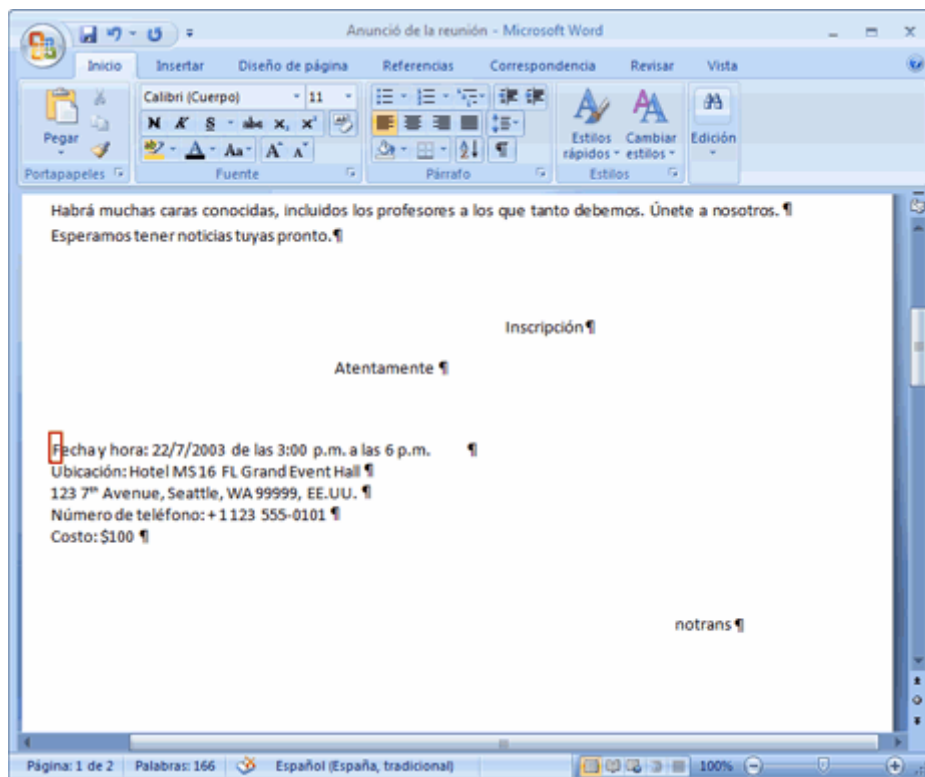 Anunció de la reunión - Microsoft Word
Inicio Insertar Diseño de página Referencias Correspondencia Revisar Vista
Calibri (Cuerpo) 11
N K S abc x, x²
Aa A A
Pegar Estilos rápidos Cambiar estilos Edición
Portapapeles Fuente Párrafo Estilos
Habrá muchas caras conocidas, incluidos los profesores a los que tanto debemos. Únete a nosotros. ¶
Esperamos tener noticias tuyas pronto.¶
Inscripción¶
Atentamente ¶
Fecha y hora: 22/7/2003 de las 3:00 p.m. a las 6 p.m. ¶
Ubicación: Hotel MS 16 FL Grand Event Hall ¶
123 7th Avenue, Seattle, WA 99999, EE.UU. ¶
Número de teléfono: +1 123 555-0101 ¶
Costo: $100 ¶
notrans ¶
Página: 1 de 2 Palabras: 166 Español (España, tradicional) 100%